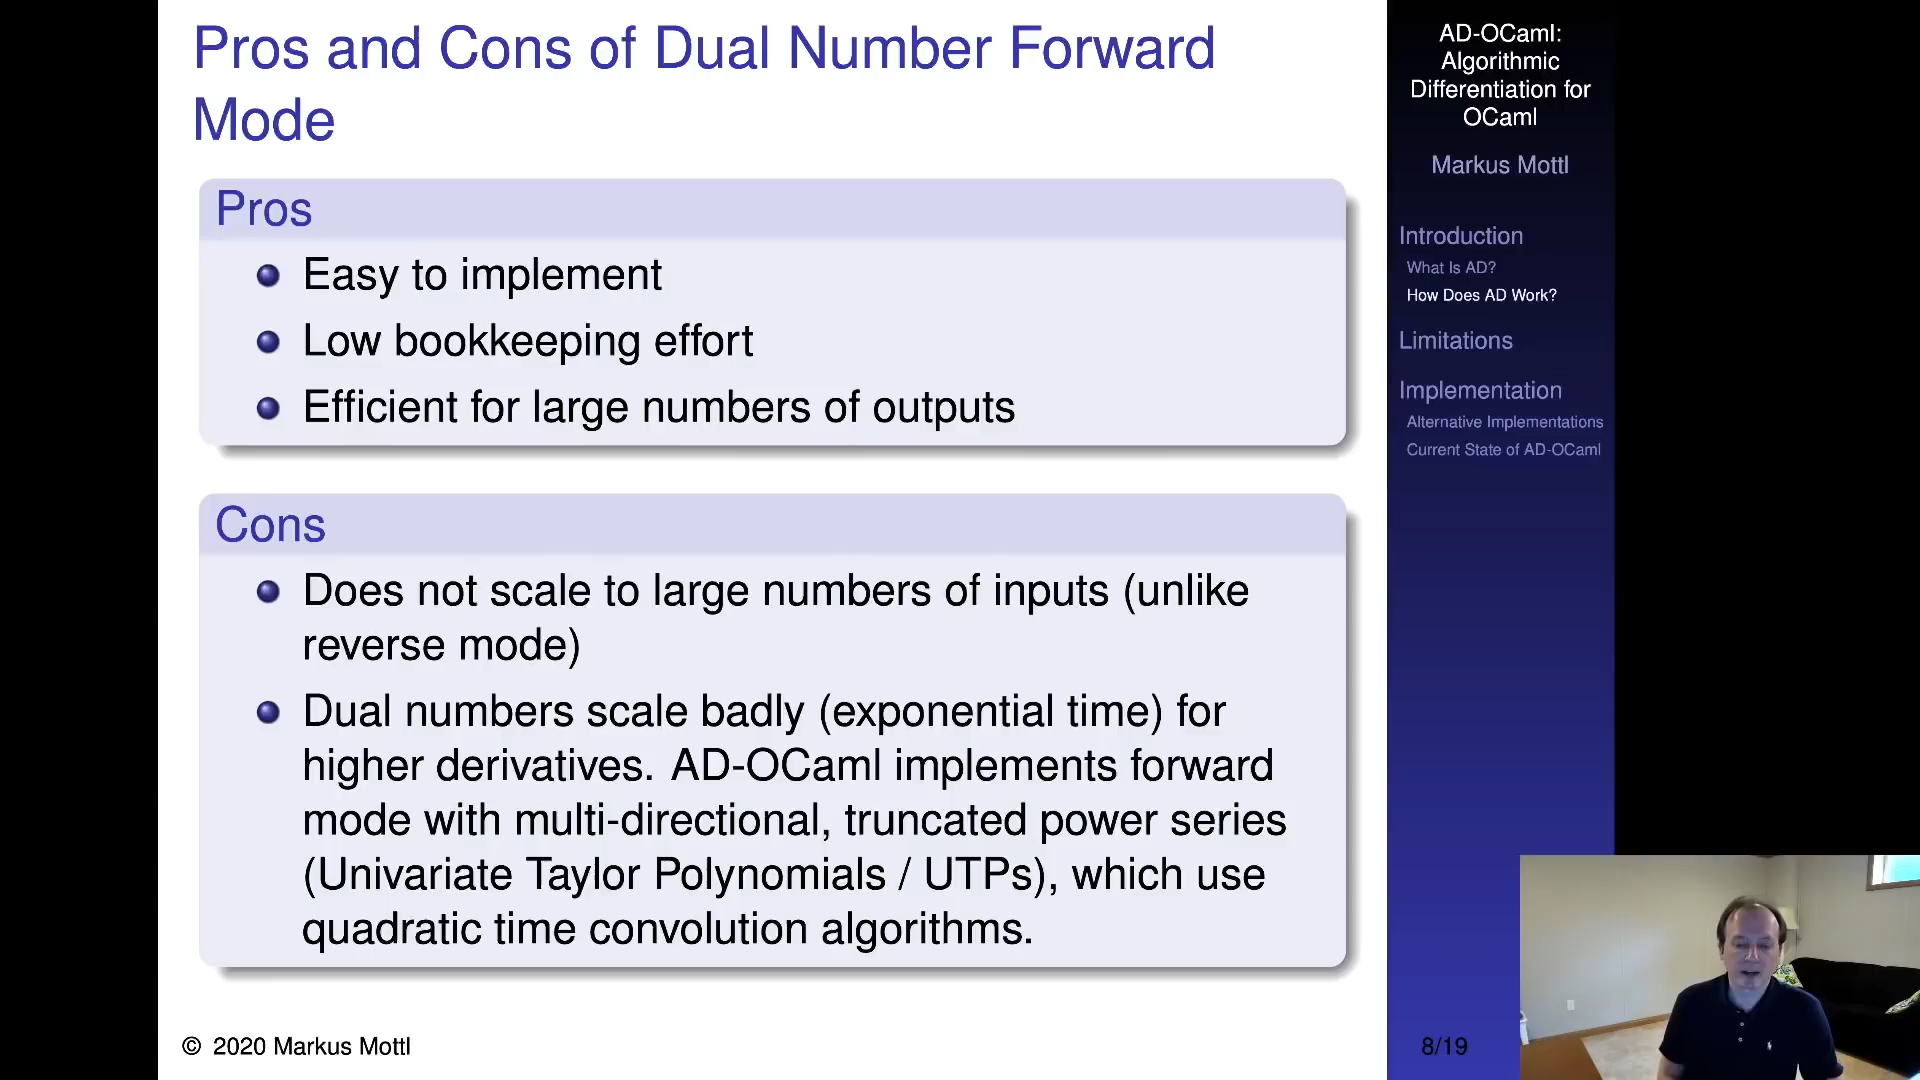 Pros and Cons of Dual Number Forward
Mode
Pros
Easy to implement
Low bookkeeping effort
Efficient for large numbers of outputs
Cons
Does not scale to large numbers of inputs (unlike
reverse mode)
Dual numbers scale badly (exponential time) for
higher derivatives. AD-OCaml implements forward
mode with multi-directional, truncated power series
(Univariate Taylor Polynomials / UTPs), which use
quadratic time convolution algorithms.
© 2020 Markus Mottl
AD-OCaml:
Algorithmic
Differentiation for
OCaml
Markus Mottl
Introduction
What Is AD?
How Does AD Work?
Limitations
Implementation
Alternative Implementations
Current State of AD-OCaml
8/19